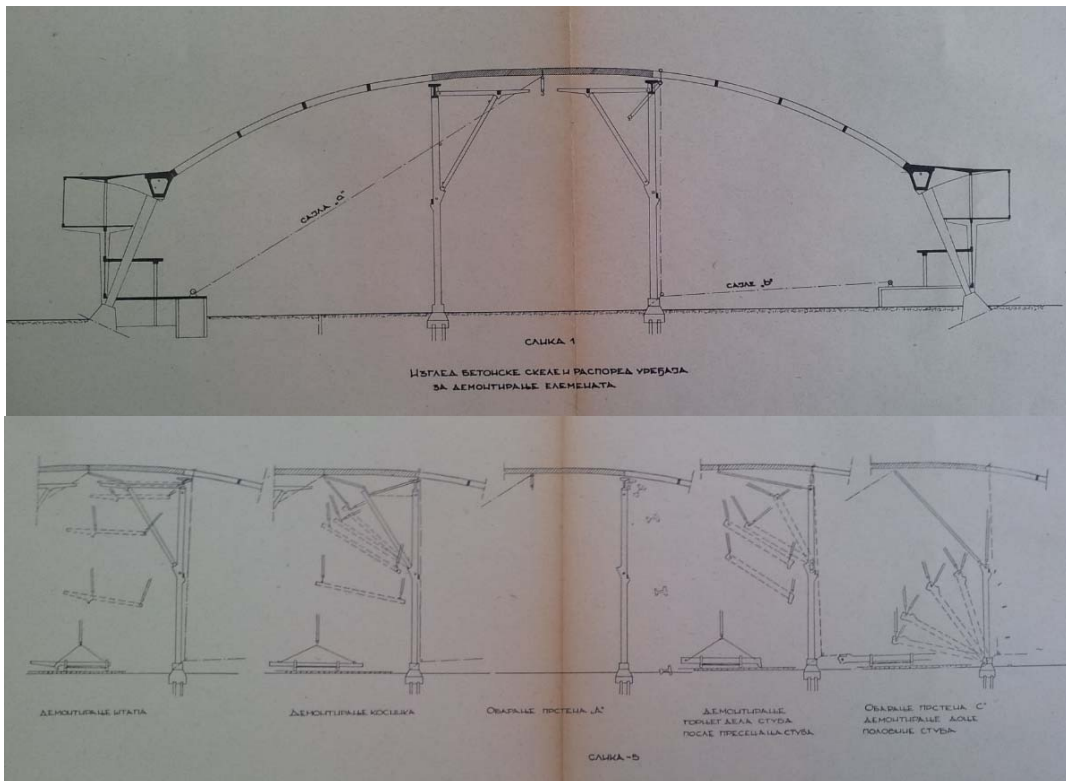 САЈЛА „а“
САЈЛЕ „b“
СЛИКА 1
ИЗГЛЕД БЕТОНСКЕ СКЕЛЕ И РАСПОРЕД УРЕЂАЈА
ЗА ДЕМОНТИРАЊЕ ЕЛЕМЕНАТА
ДЕМОНТИРАЊЕ ШТАПА
ДЕМОНТИРАЊЕ КОСНИКА
ОБАРАЊЕ ПРСТЕНА „А“
ДЕМОНТИРАЊЕ
ГОРЊЕГ ДЕЛА СТУБА
ПОСЛЕ ПРЕСЕЦАЊА СТУБА
ОБАРАЊЕ ПРСТЕНА „С“
ДЕМОНТИРАЊЕ ДОЊЕ
ПОЛОВИНЕ СТУБА
СЛИКА-5